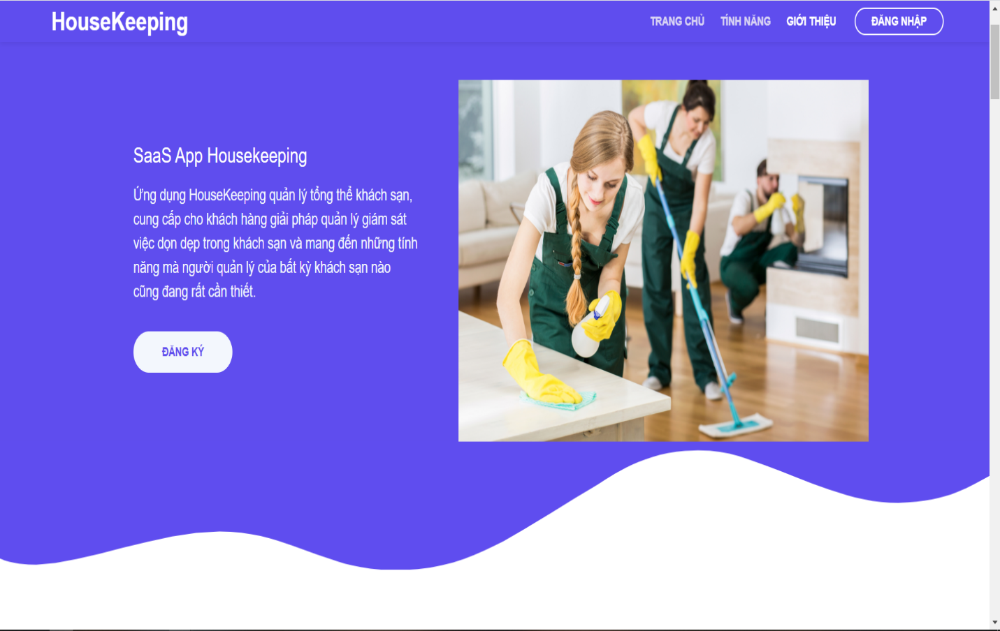 HouseKeeping
TRANG CHỦ TÍNH NĂNG GIỚI THIỆU ĐĂNG NHẬP
SaaS App Housekeeping
Ứng dụng HouseKeeping quản lý tổng thể khách sạn,
cung cấp cho khách hàng giải pháp quản lý giám sát
việc dọn dẹp trong khách sạn và mang đến những tính
năng mà người quản lý của bất kỳ khách sạn nào
cũng đang rất cần thiết.
ĐĂNG KÝ